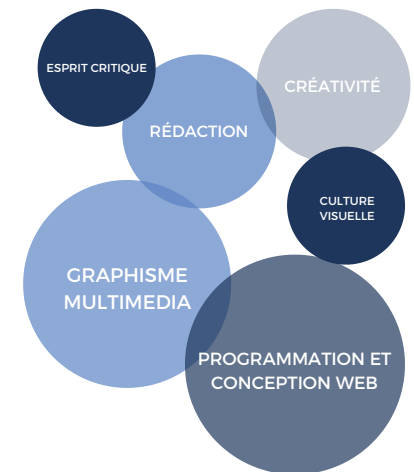 ESPRIT CRITIQUE
CRÉATIVITÉ
RÉDACTION
CULTURE
VISUELLE
GRAPHISME
MULTIMEDIA
PROGRAMMATION ET
CONCEPTION WEB